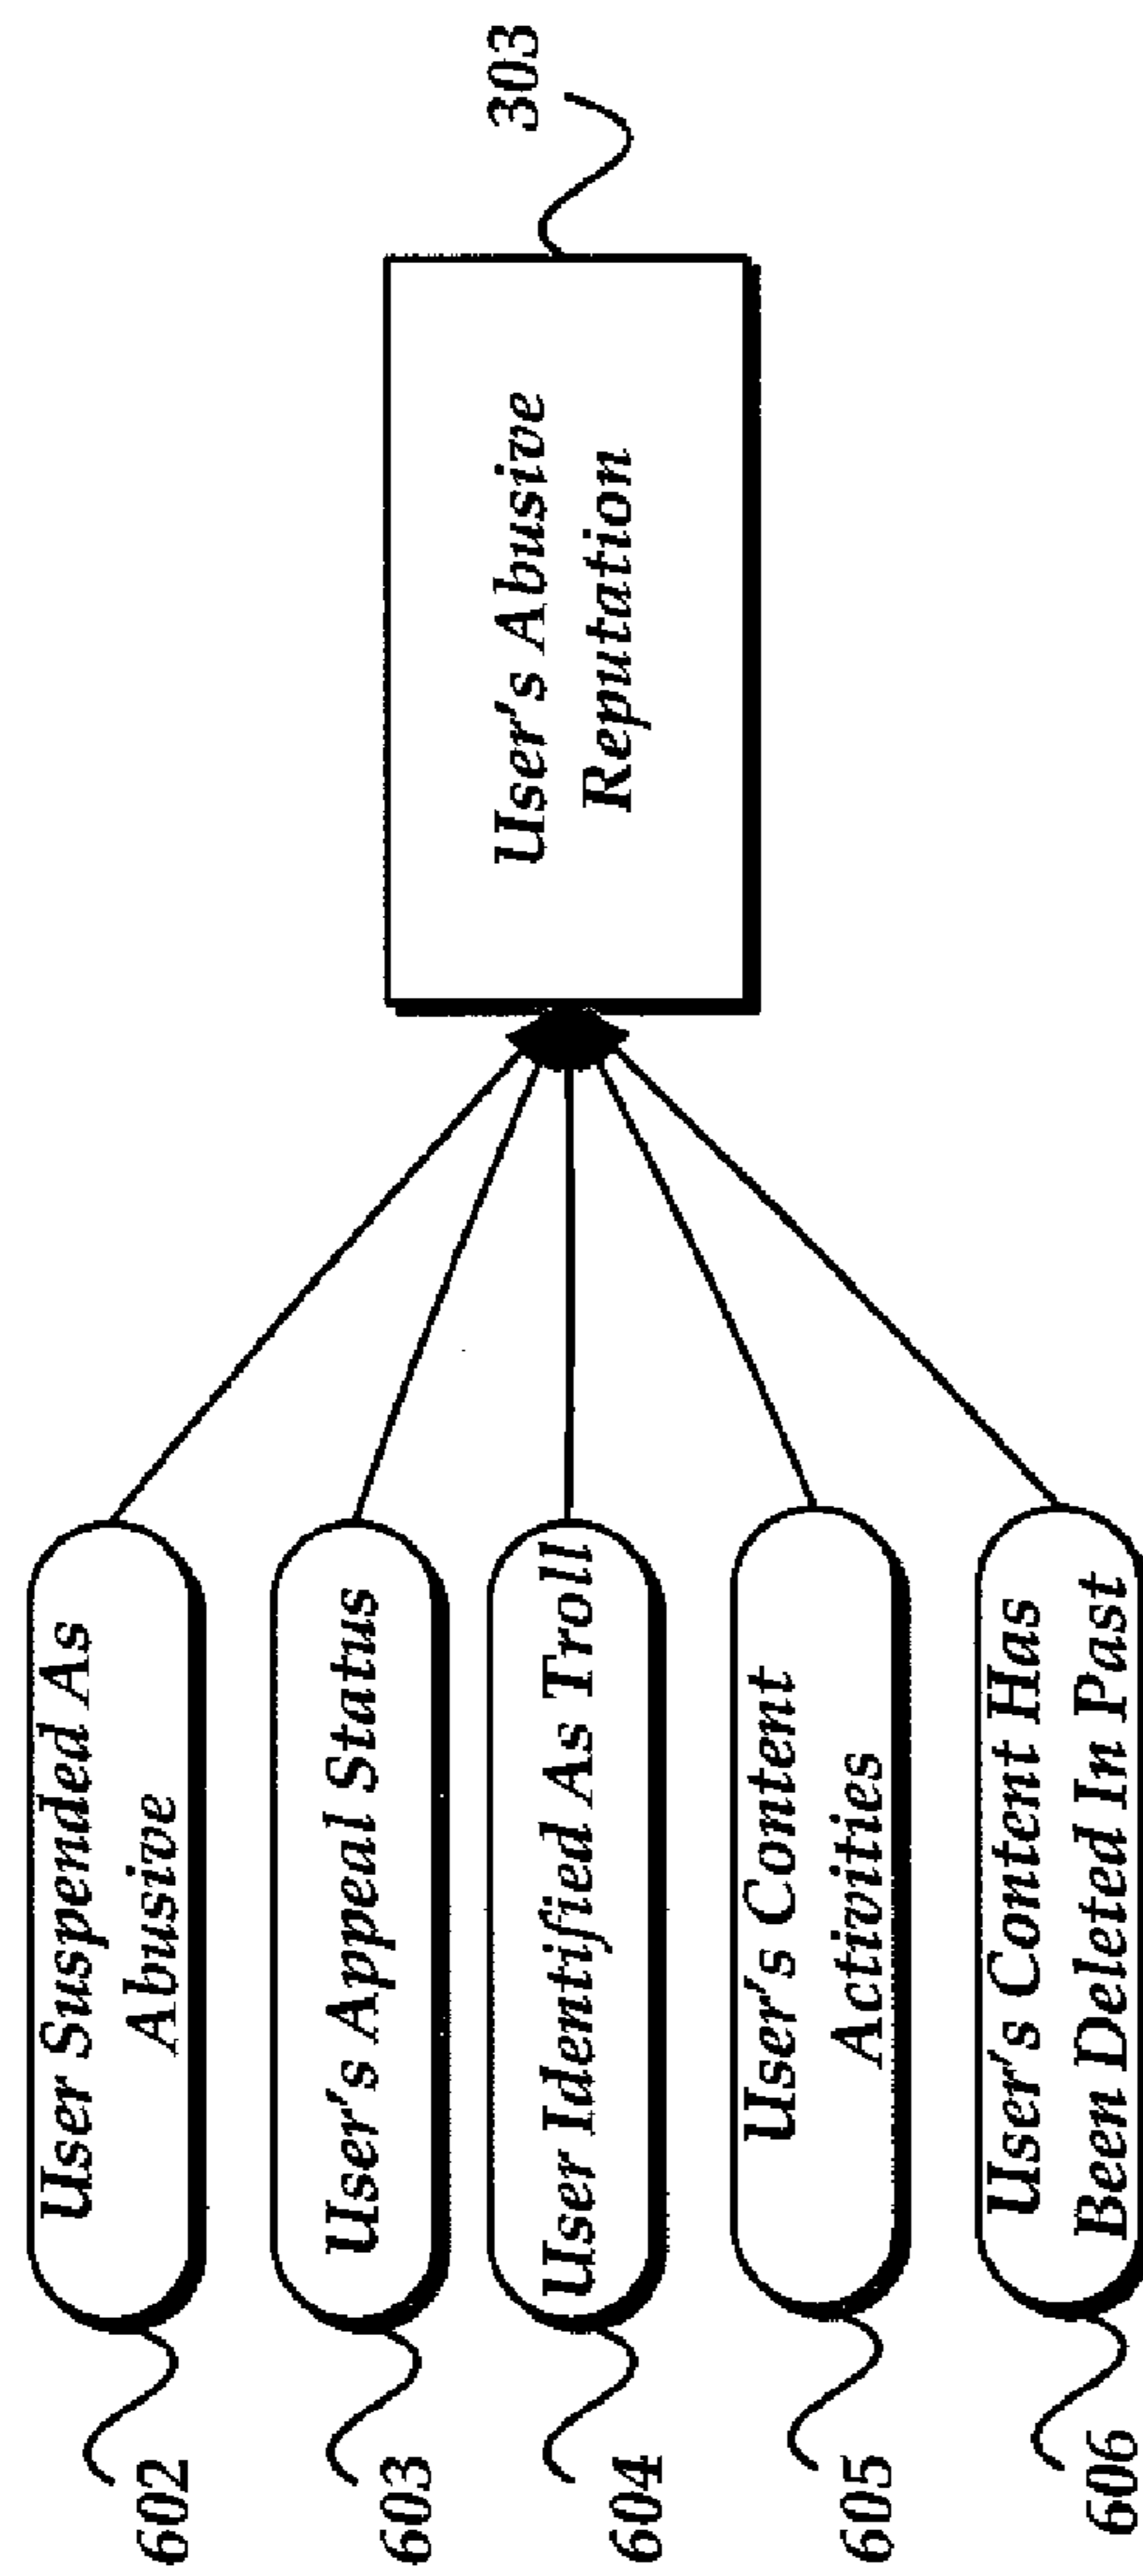 602
User Suspended As
Abusive
603
User's Appeal Status
604
User Identified As Troll
605
User's Content
Activities
606
User's Content Has
Been Deleted In Past
User's Abusive
Reputation
303